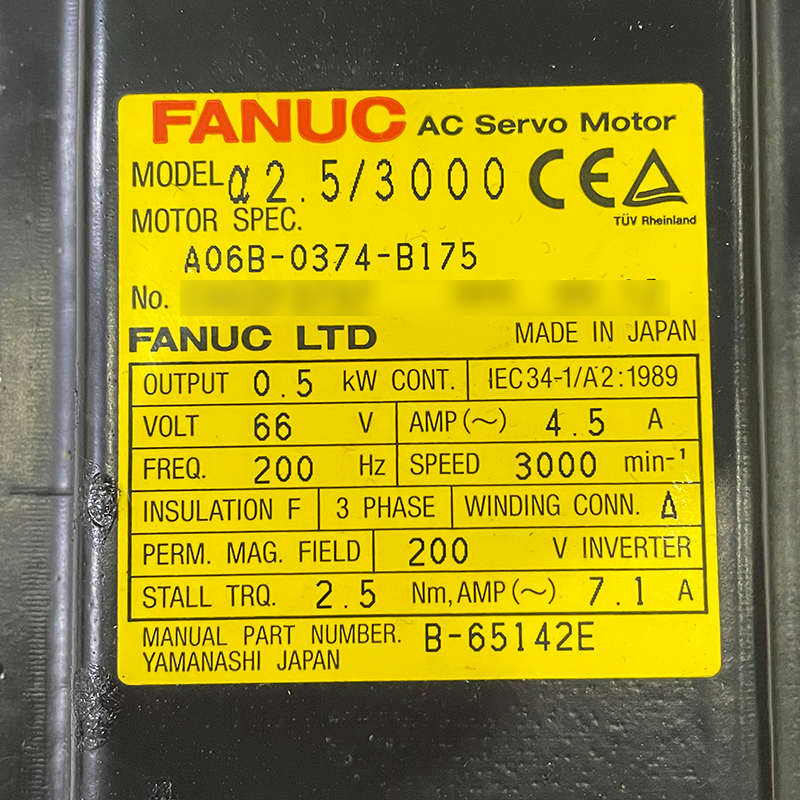 FANUC AC Servo Motor
MODEL α2.5/3000 CE
TÜV Rheinland
MOTOR SPEC.
A06B-0374-B175
No.
FANUC LTD MADE IN JAPAN
OUTPUT 0.5 kW CONT. IEC34-1/A2:1989
VOLT 66 V AMP(~) 4.5 A
FREQ. 200 Hz SPEED 3000 min-¹
INSULATION F 3 PHASE WINDING CONN. Δ
PERM. MAG. FIELD 200 V INVERTER
STALL TRQ. 2.5 Nm, AMP(~) 7.1 A
MANUAL PART NUMBER. B-65142E
YAMANASHI JAPAN